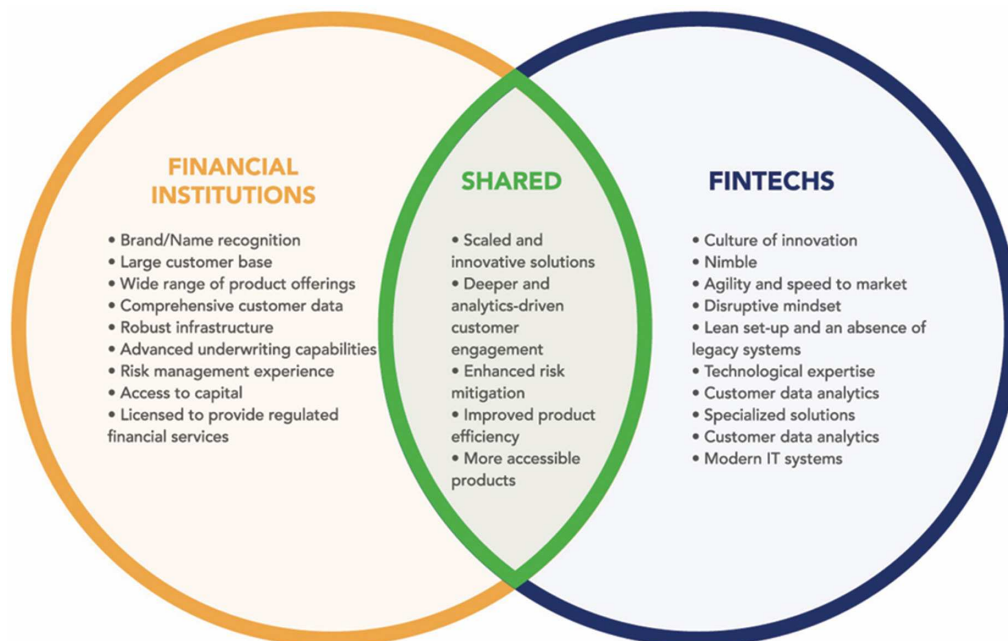 FINANCIAL
INSTITUTIONS
• Brand/Name recognition
• Large customer base
• Wide range of product offerings
• Comprehensive customer data
• Robust infrastructure
• Advanced underwriting capabilities
• Risk management experience
• Access to capital
• Licensed to provide regulated
financial services
SHARED
• Scaled and
innovative solutions
• Deeper and
analytics-driven
customer
engagement
• Enhanced risk
mitigation
• Improved product
efficiency
• More accessible
products
FINTECHS
• Culture of innovation
• Nimble
• Agility and speed to market
• Disruptive mindset
• Lean set-up and an absence of
legacy systems
• Technological expertise
• Customer data analytics
• Specialized solutions
• Customer data analytics
• Modern IT systems